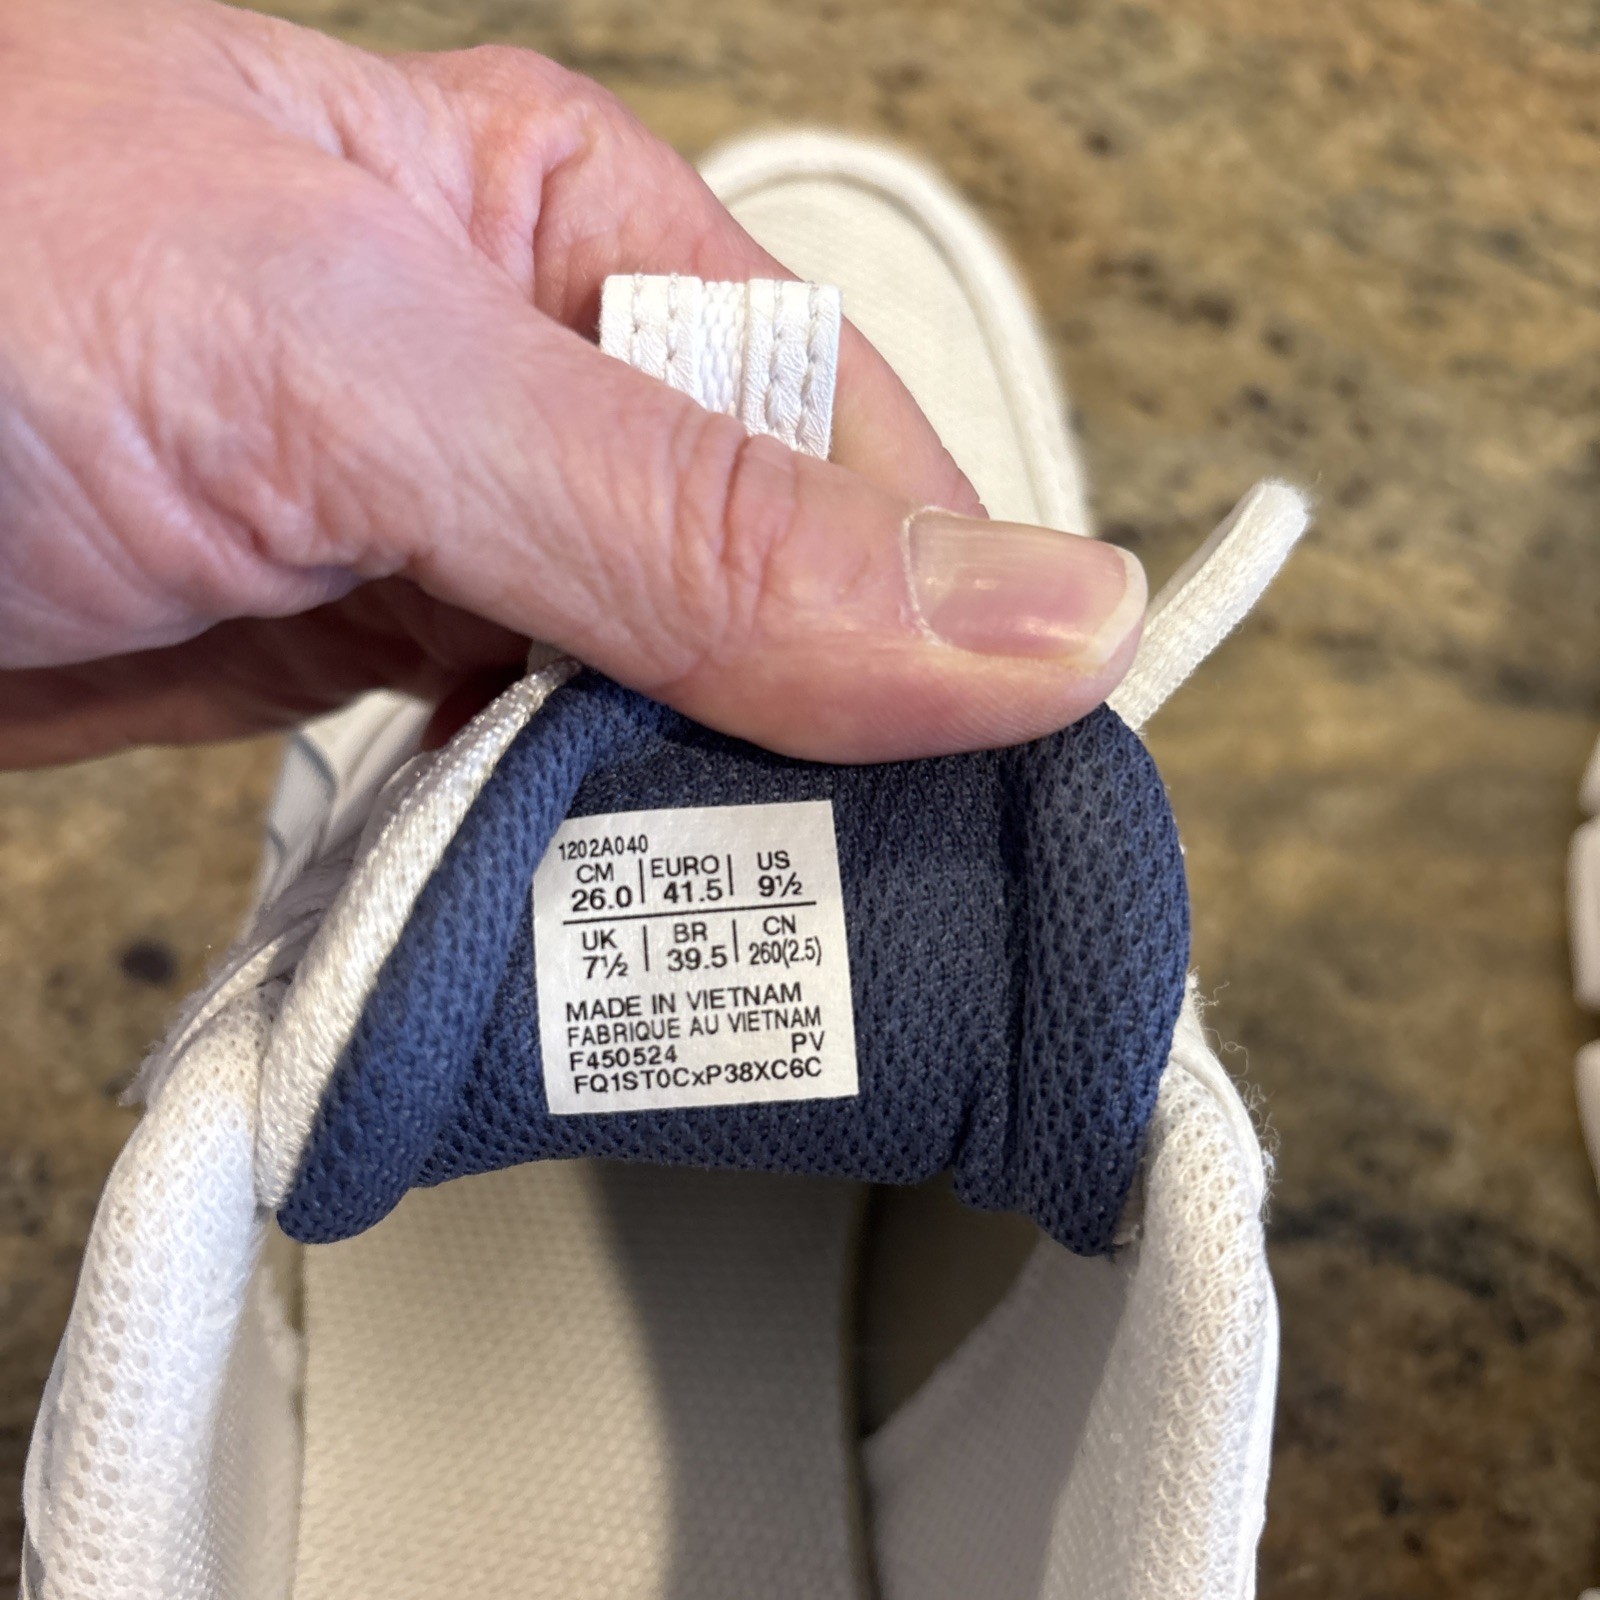 1202A040
CM | EURO | US
26.0 | 41.5 | 9½
UK | BR | CN
7½ | 39.5 | 260(2.5)
MADE IN VIETNAM
FABRIQUE AU VIETNAM
F450524 PV
FQ1ST0CxP38XC6C